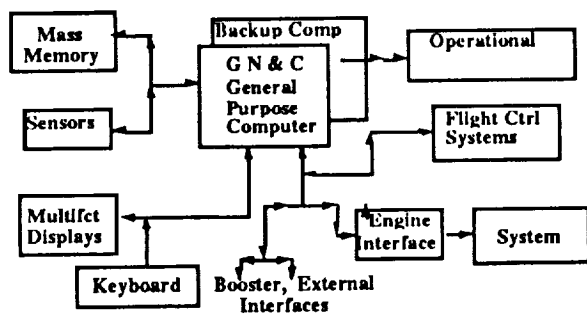 Mass
Memory
Backup Comp
Operational
G N & C
General
Purpose
Computer
Sensors
Flight Ctrl
Systems
Multifct
Displays
Engine
Interface
System
Keyboard
Booster, External
Interfaces